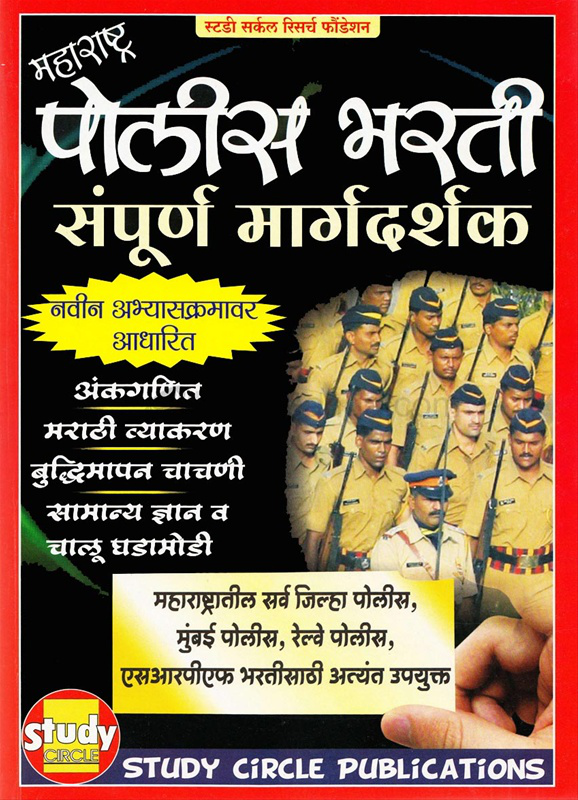 स्टडी सर्कल रिसर्च फौंडेशन
महाराष्ट्र
पोलीस भरती
संपूर्ण मार्गदर्शक
नवीन अभ्यासक्रमावर
आधारित
अंकगणित
मराठी व्याकरण
बुद्धिमापन चाचणी
सामान्य ज्ञान व
चालू घडामोडी
महाराष्ट्रातील सर्व जिल्हा पोलीस,
मुंबई पोलीस, रेल्वे पोलीस,
एसआरपीएफ भरतीसाठी अत्यंत उपयुक्त
study
CIRCLE
STUDY CIRCLE PUBLICATIONS